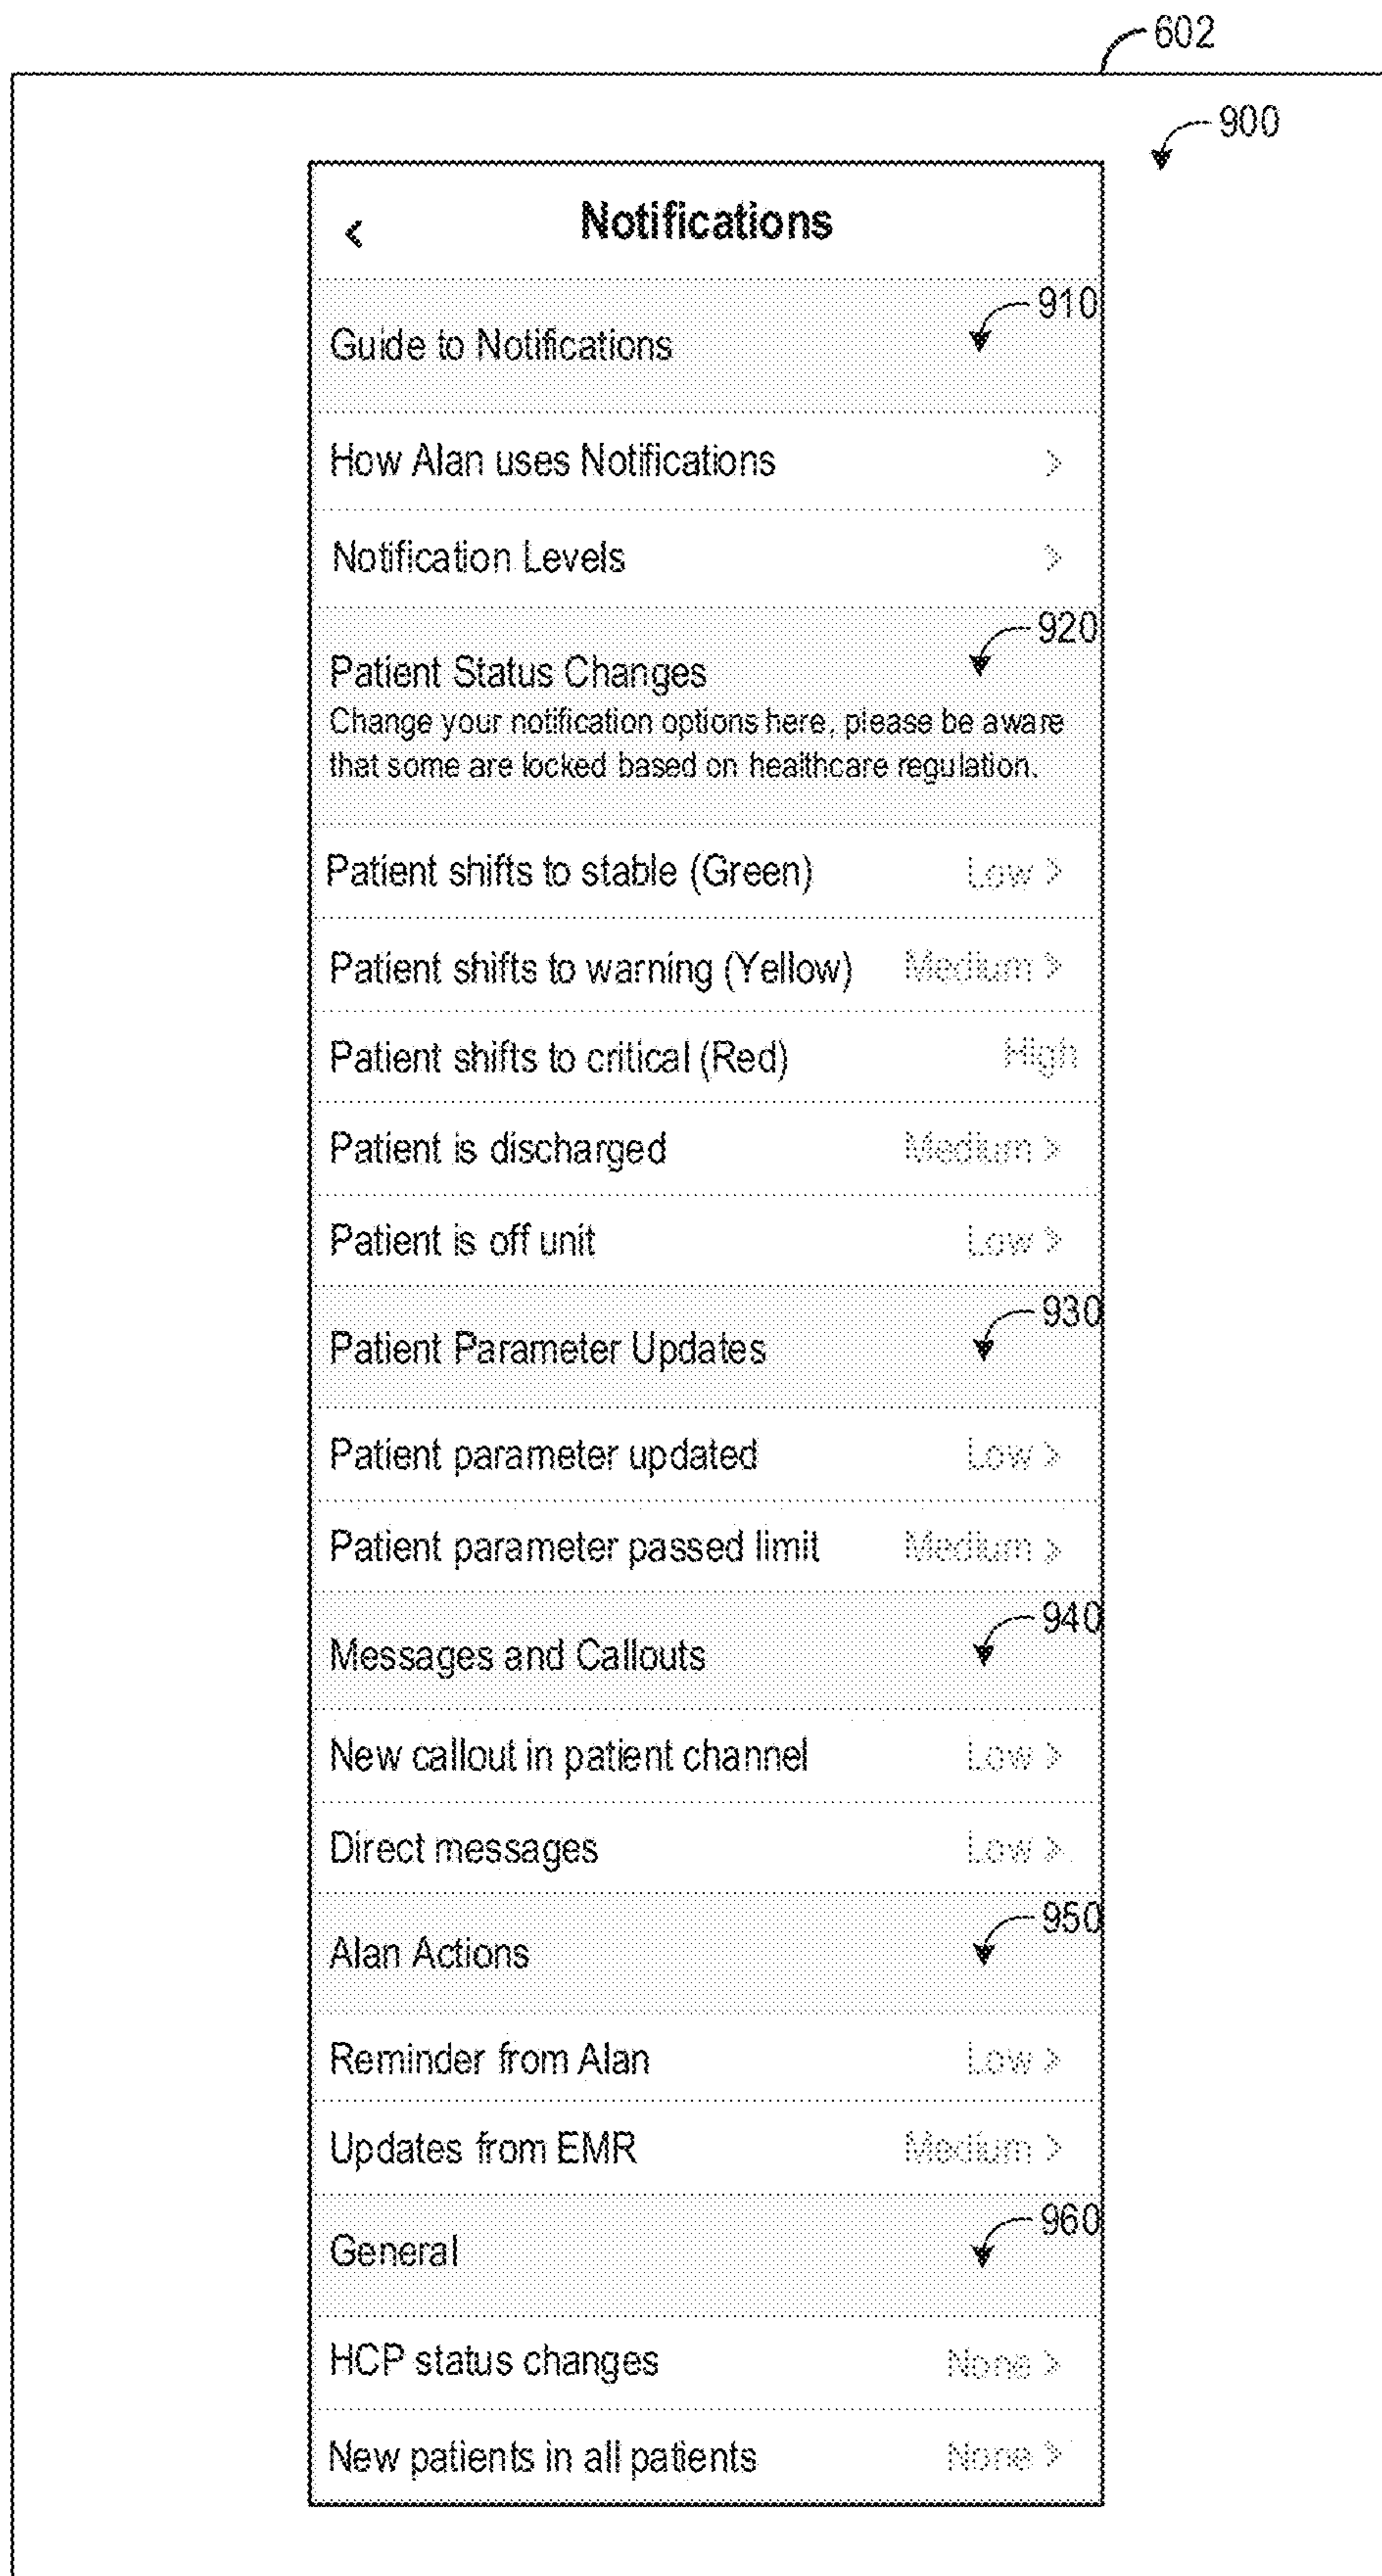 602
900
< Notifications
910
Guide to Notifications
How Alan uses Notifications >
Notification Levels >
920
Patient Status Changes
Change your notification options here, please be aware
that some are locked based on healthcare regulation.
Patient shifts to stable (Green) Low >
Patient shifts to warning (Yellow) Medium >
Patient shifts to critical (Red) High
Patient is discharged Medium >
Patient is off unit Low >
930
Patient Parameter Updates
Patient parameter updated Low >
Patient parameter passed limit Medium >
940
Messages and Callouts
New callout in patient channel Low >
Direct messages Low >
950
Alan Actions
Reminder from Alan Low >
Updates from EMR Medium >
960
General
HCP status changes None >
New patients in all patients None >